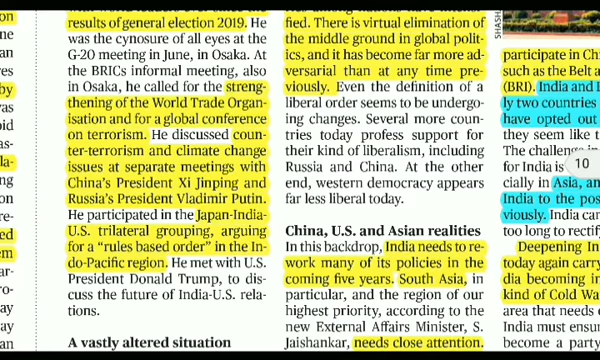 results of general election 2019. He
was the cynosure of all eyes at the
G-20 meeting in June, in Osaka. At
the BRICs informal meeting, also
in Osaka, he called for the streng-
thening of the World Trade Organ-
isation and for a global conference
on terrorism. He discussed coun-
ter-terrorism and climate change
issues at separate meetings with
China's President Xi Jinping and
Russia's President Vladimir Putin.
He participated in the Japan-India-
U.S. trilateral grouping, arguing
for a “rules based order” in the In-
do-Pacific region. He met with U.S.
President Donald Trump, to dis-
cuss the future of India-U.S. rela-
tions.
A vastly altered situation
fied. There is virtual elimination of
the middle ground in global polit-
ics, and it has become far more ad-
versarial than at any time pre-
viously. Even the definition of a
liberal order seems to be undergo-
ing changes. Several more coun-
tries today profess support for
their kind of liberalism, including
Russia and China. At the other
end, western democracy appears
far less liberal today.
China, U.S. and Asian realities
In this backdrop, India needs to re-
work many of its policies in the
coming five years. South Asia, in
particular, and the region of our
highest priority, according to the
new External Affairs Minister, S.
Jaishankar, needs close attention.
SHASH
participate in Chi
such as the Belt a
(BRI). India and
ly two countries
have opted out
they seem like t
The challenge in
for India is
cially in Asia, an
India to the pos
viously. India can
too long to rectify
Deepening In
today again carry
dia becoming in
kind of Cold Wa
area that needs
India must ensur
become a party
10